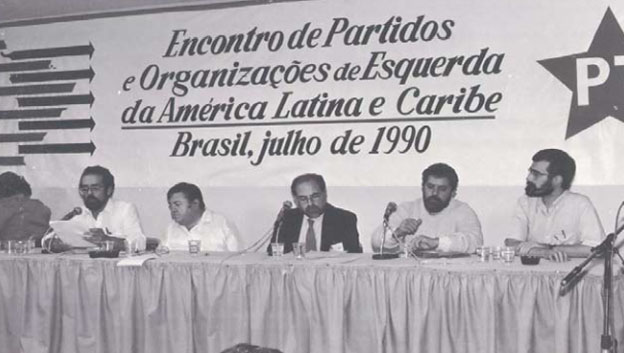 Encontro de Partidos
e Organizações de Esquerda
da América Latina e Caribe
Brasil, julho de 1990
PT